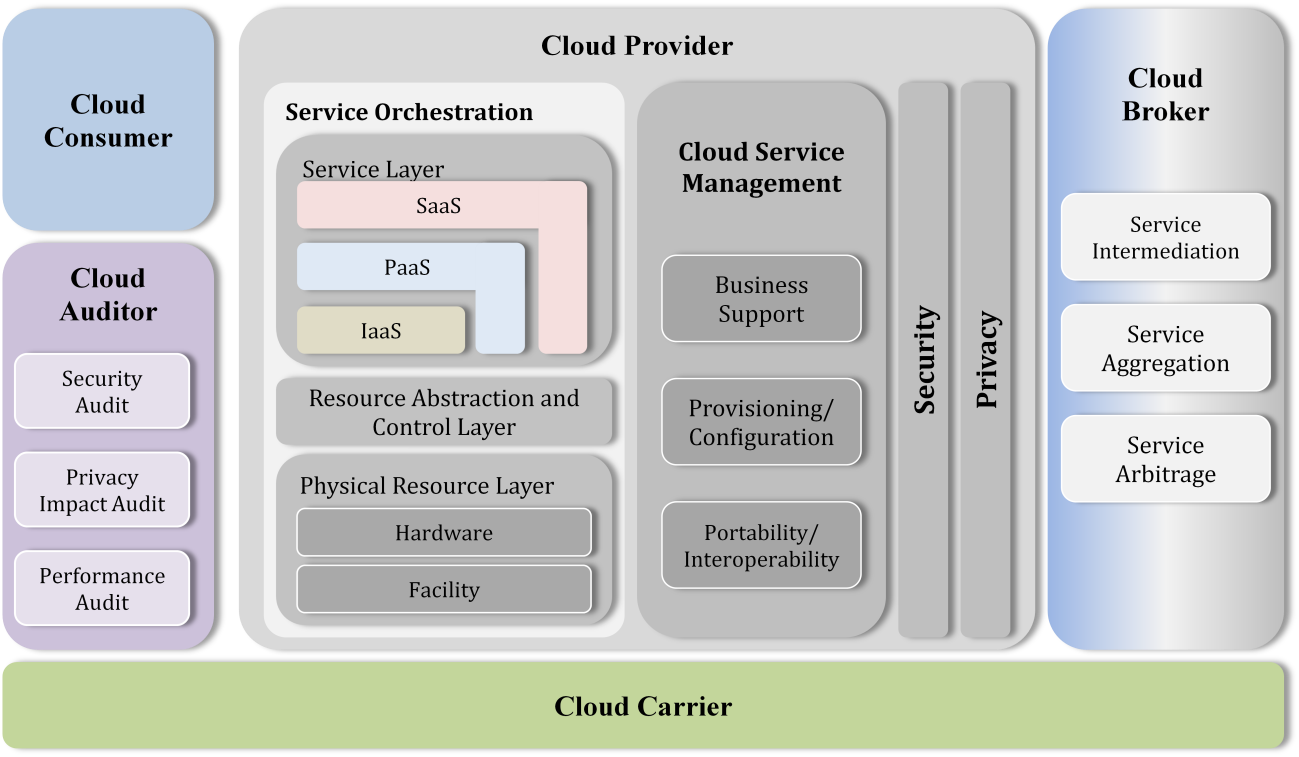 Cloud
Consumer
Cloud
Auditor
Security
Audit
Privacy
Impact Audit
Performance
Audit
Cloud Provider
Service Orchestration
Service Layer
SaaS
PaaS
IaaS
Resource Abstraction and
Control Layer
Physical Resource Layer
Hardware
Facility
Cloud Service
Management
Business
Support
Provisioning/
Configuration
Portability/
Interoperability
Security
Privacy
Cloud
Broker
Service
Intermediation
Service
Aggregation
Service
Arbitrage
Cloud Carrier